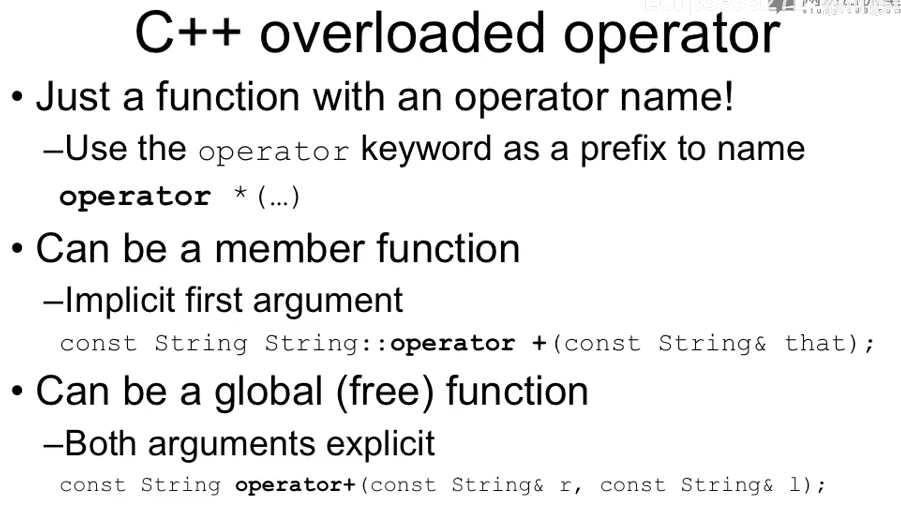 C++ overloaded operator
• Just a function with an operator name!
–Use the operator keyword as a prefix to name
operator *(…)
• Can be a member function
–Implicit first argument
const String String::operator +(const String& that);
• Can be a global (free) function
–Both arguments explicit
const String operator+(const String& r, const String& l);